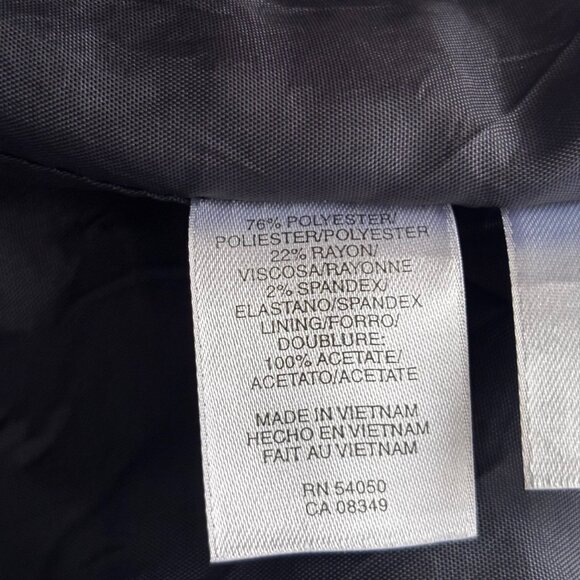 76% POLYESTER/
POLIESTER/POLYESTER
22% RAYON/
VISCOSA/RAYONNE
2% SPANDEX/
ELASTANO/SPANDEX
LINING/FORRO/
DOUBLURE:
100% ACETATE/
ACETATO/ACETATE
MADE IN VIETNAM
HECHO EN VIETNAM
FAIT AU VIETNAM
RN 54050
CA 08349